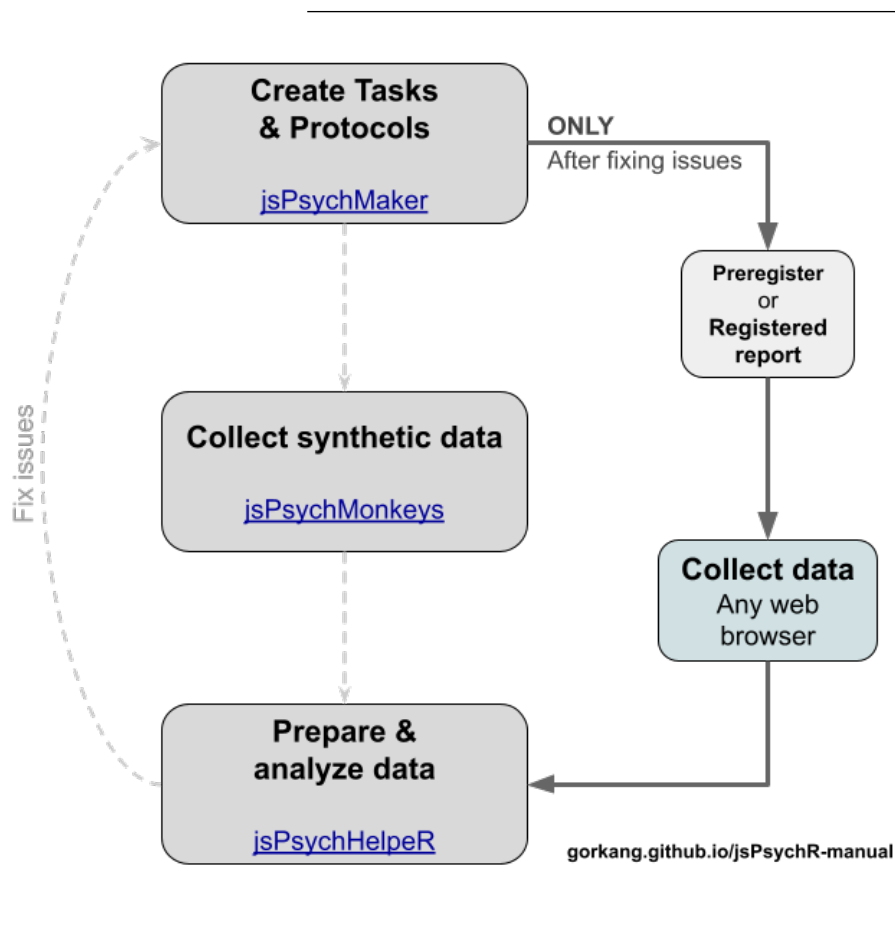 Create Tasks
& Protocols
jsPsychMaker
ONLY
After fixing issues
Preregister
or
Registered
report
Fix issues
Collect synthetic data
jsPsychMonkeys
Collect data
Any web
browser
Prepare &
analyze data
jsPsychHelpeR
gorkang.github.io/jsPsychR-manual